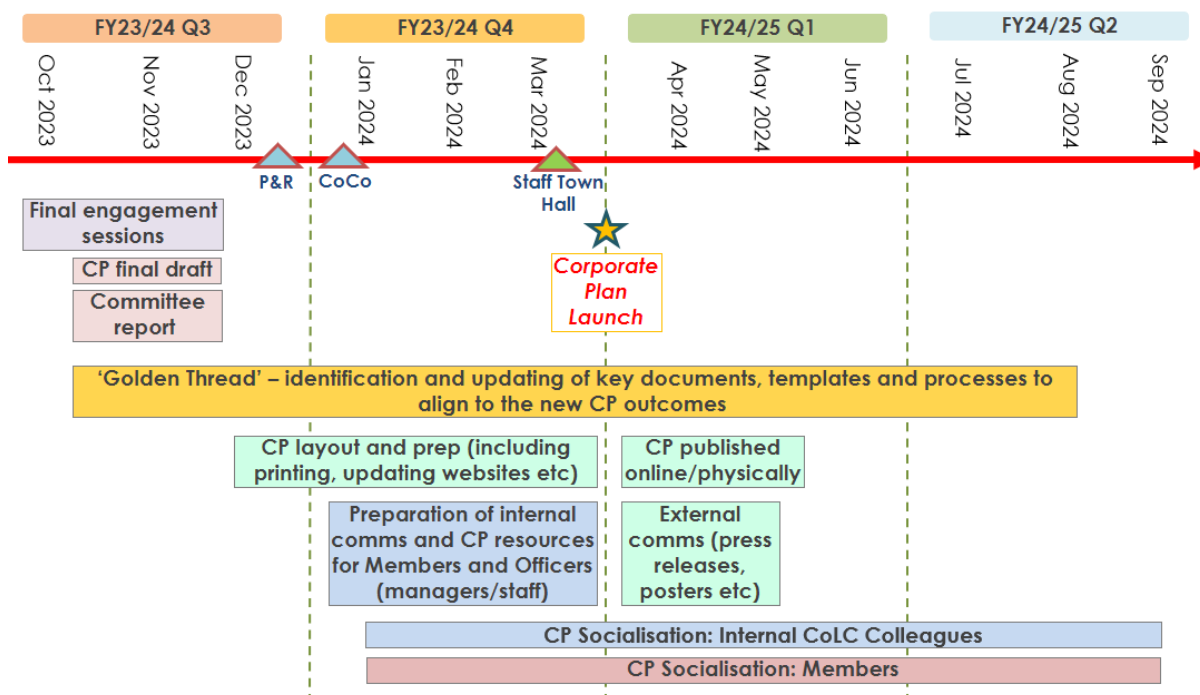 FY23/24 Q3
FY23/24 Q4
FY24/25 Q1
FY24/25 Q2
Oct 2023
Nov 2023
Dec 2023
Jan 2024
Feb 2024
Mar 2024
Apr 2024
May 2024
Jun 2024
Jul 2024
Aug 2024
Sep 2024
P&R
CoCo
Staff Town
Hall
Final engagement
sessions
CP final draft
Committee
report
Corporate
Plan
Launch
‘Golden Thread’ – identification and updating of key documents, templates and processes to
align to the new CP outcomes
CP layout and prep (including
printing, updating websites etc)
CP published
online/physically
Preparation of internal
comms and CP resources
for Members and Officers
(managers/staff)
External
comms (press
releases,
posters etc)
CP Socialisation: Internal CoLC Colleagues
CP Socialisation: Members